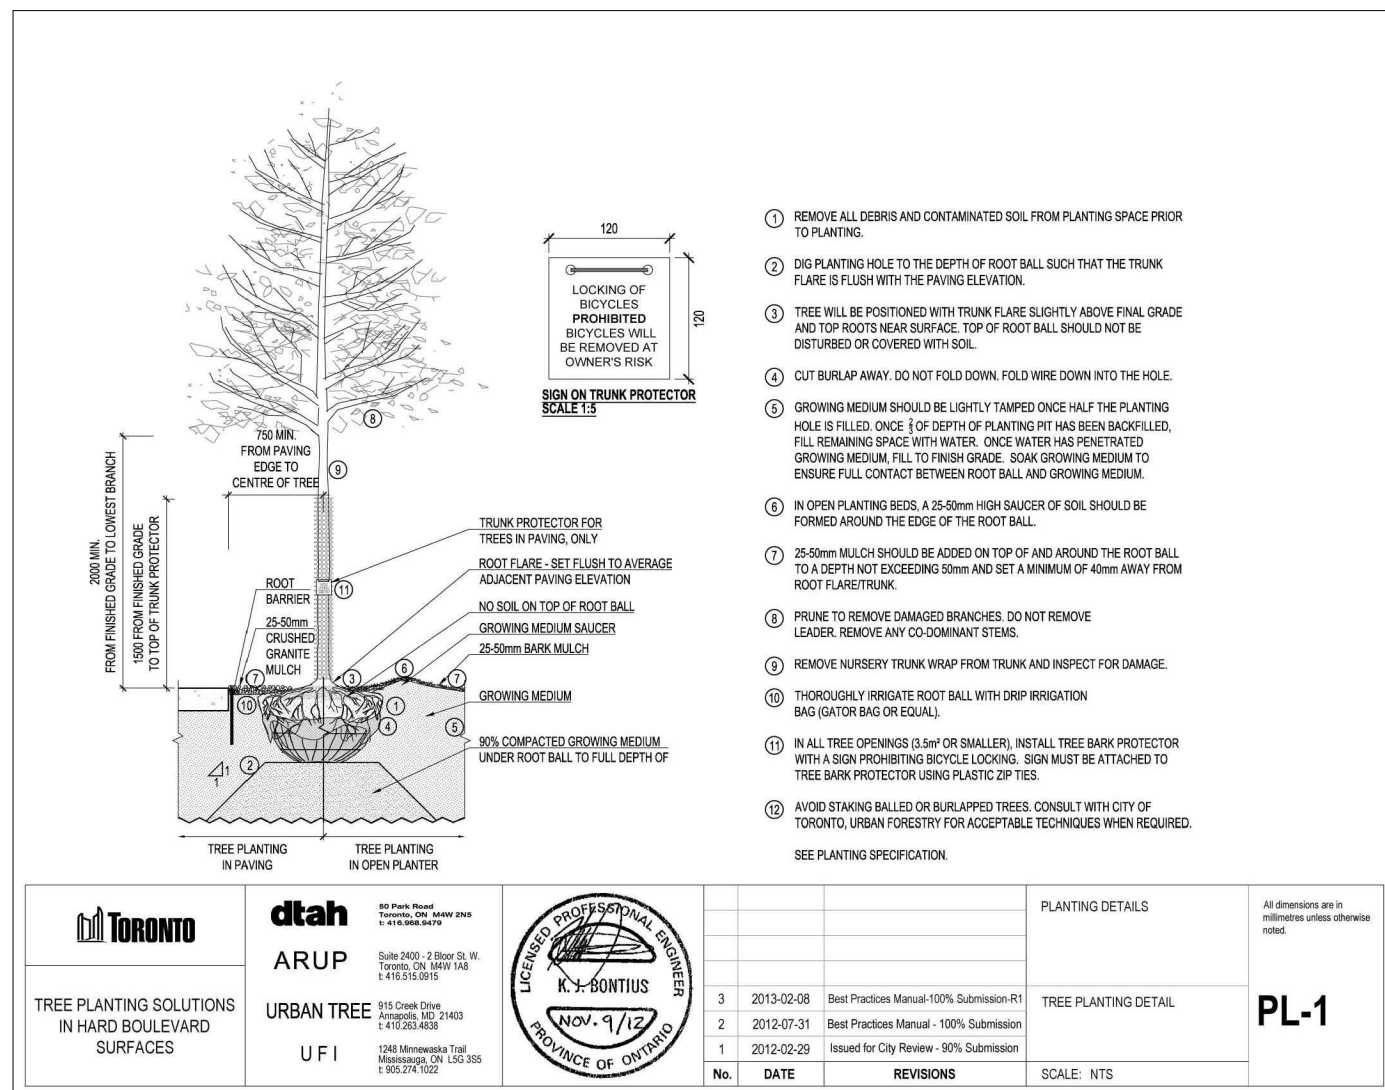 120
LOCKING OF
BICYCLES
PROHIBITED
BICYCLES WILL
BE REMOVED AT
OWNER'S RISK
120
SIGN ON TRUNK PROTECTOR
SCALE 1:5
8
750 MIN.
FROM PAVING
EDGE TO
CENTRE OF TREE
9
2000 MIN.
FROM FINISHED GRADE TO LOWEST BRANCH
1500 FROM FINISHED GRADE
TO TOP OF TRUNK PROTECTOR
TRUNK PROTECTOR FOR
TREES IN PAVING, ONLY
ROOT FLARE - SET FLUSH TO AVERAGE
ADJACENT PAVING ELEVATION
ROOT
BARRIER
11
NO SOIL ON TOP OF ROOT BALL
25-50mm
CRUSHED
GRANITE
MULCH
GROWING MEDIUM SAUCER
25-50mm BARK MULCH
7
3
6
7
GROWING MEDIUM
10
1
4
5
90% COMPACTED GROWING MEDIUM
UNDER ROOT BALL TO FULL DEPTH OF
2
1
1
TREE PLANTING
IN PAVING
TREE PLANTING
IN OPEN PLANTER
1 REMOVE ALL DEBRIS AND CONTAMINATED SOIL FROM PLANTING SPACE PRIOR
TO PLANTING.
2 DIG PLANTING HOLE TO THE DEPTH OF ROOT BALL SUCH THAT THE TRUNK
FLARE IS FLUSH WITH THE PAVING ELEVATION.
3 TREE WILL BE POSITIONED WITH TRUNK FLARE SLIGHTLY ABOVE FINAL GRADE
AND TOP ROOTS NEAR SURFACE. TOP OF ROOT BALL SHOULD NOT BE
DISTURBED OR COVERED WITH SOIL.
4 CUT BURLAP AWAY. DO NOT FOLD DOWN. FOLD WIRE DOWN INTO THE HOLE.
5 GROWING MEDIUM SHOULD BE LIGHTLY TAMPED ONCE HALF THE PLANTING
HOLE IS FILLED. ONCE OF DEPTH OF PLANTING PIT HAS BEEN BACKFILLED,
FILL REMAINING SPACE WITH WATER. ONCE WATER HAS PENETRATED
GROWING MEDIUM, FILL TO FINISH GRADE. SOAK GROWING MEDIUM TO
ENSURE FULL CONTACT BETWEEN ROOT BALL AND GROWING MEDIUM.
6 IN OPEN PLANTING BEDS, A 25-50mm HIGH SAUCER OF SOIL SHOULD BE
FORMED AROUND THE EDGE OF THE ROOT BALL.
7 25-50mm MULCH SHOULD BE ADDED ON TOP OF AND AROUND THE ROOT BALL
TO A DEPTH NOT EXCEEDING 50mm AND SET A MINIMUM OF 40mm AWAY FROM
ROOT FLARE/TRUNK.
8 PRUNE TO REMOVE DAMAGED BRANCHES. DO NOT REMOVE
LEADER. REMOVE ANY CO-DOMINANT STEMS.
9 REMOVE NURSERY TRUNK WRAP FROM TRUNK AND INSPECT FOR DAMAGE.
10 THOROUGHLY IRRIGATE ROOT BALL WITH DRIP IRRIGATION
BAG (GATOR BAG OR EQUAL).
11 IN ALL TREE OPENINGS (3.5m² OR SMALLER), INSTALL TREE BARK PROTECTOR
WITH A SIGN PROHIBITING BICYCLE LOCKING. SIGN MUST BE ATTACHED TO
TREE BARK PROTECTOR USING PLASTIC ZIP TIES.
12 AVOID STAKING BALLED OR BURLAPPED TREES. CONSULT WITH CITY OF
TORONTO, URBAN FORESTRY FOR ACCEPTABLE TECHNIQUES WHEN REQUIRED.
SEE PLANTING SPECIFICATION.
TORONTO
TREE PLANTING SOLUTIONS
IN HARD BOULEVARD
SURFACES
dtah
50 Park Road
Toronto, ON M4W 2N5
t: 416.968.9479
ARUP
Suite 2400 - 2 Bloor St. W.
Toronto, ON M4W 1A8
t: 416.515.0915
URBAN TREE
915 Creek Drive
Annapolis, MD 21403
t: 410.263.4838
UFI
1248 Minnewaska Trail
Mississauga, ON L5G 3S5
t: 905.274.1022
LICENSED PROFESSIONAL ENGINEER
K. J. BONTIUS
NOV. 9/12
PROVINCE OF ONTARIO
3 2013-02-08 Best Practices Manual-100% Submission-R1
2 2012-07-31 Best Practices Manual - 100% Submission
1 2012-02-29 Issued for City Review - 90% Submission
No. DATE REVISIONS
PLANTING DETAILS
TREE PLANTING DETAIL
SCALE: NTS
All dimensions are in
millimetres unless otherwise
noted.
PL-1